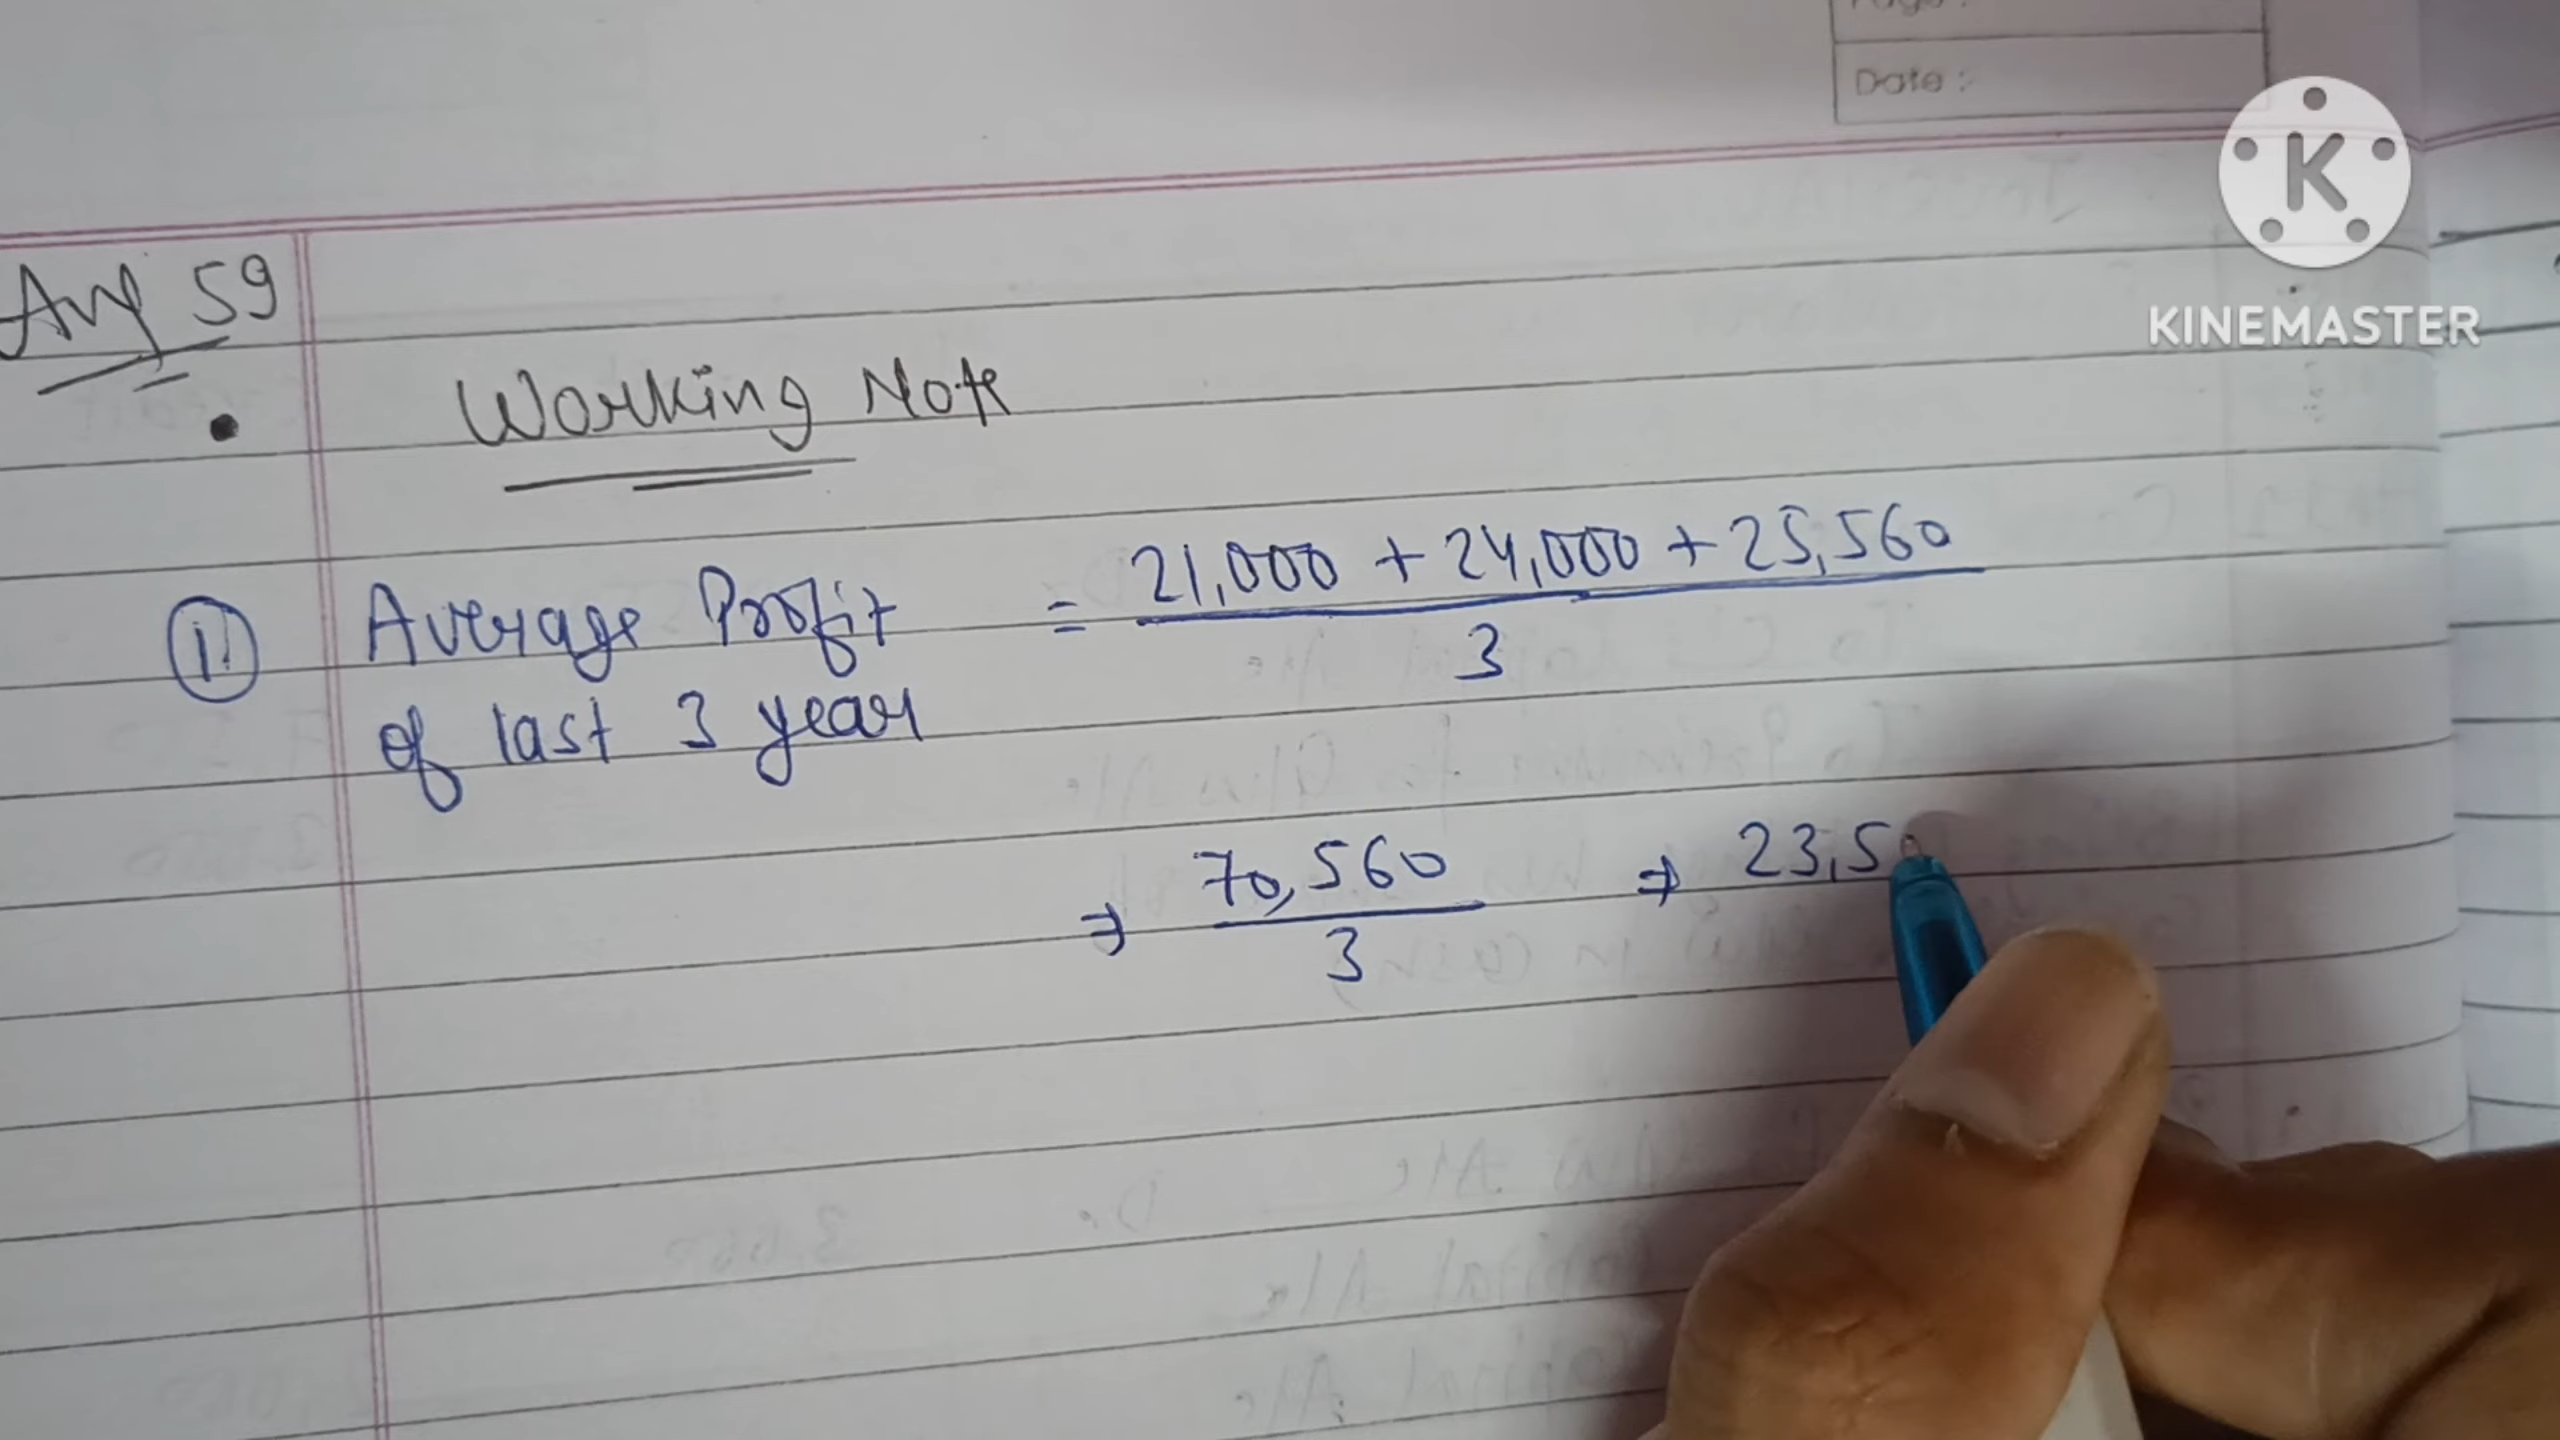 Date :
K
KINEMASTER
Ans 59
Working Note
1 Average Profit = 21,000 + 24,000 + 25,560
3
of last 3 year
⇒ 70,560 ⇒ 23,5
3